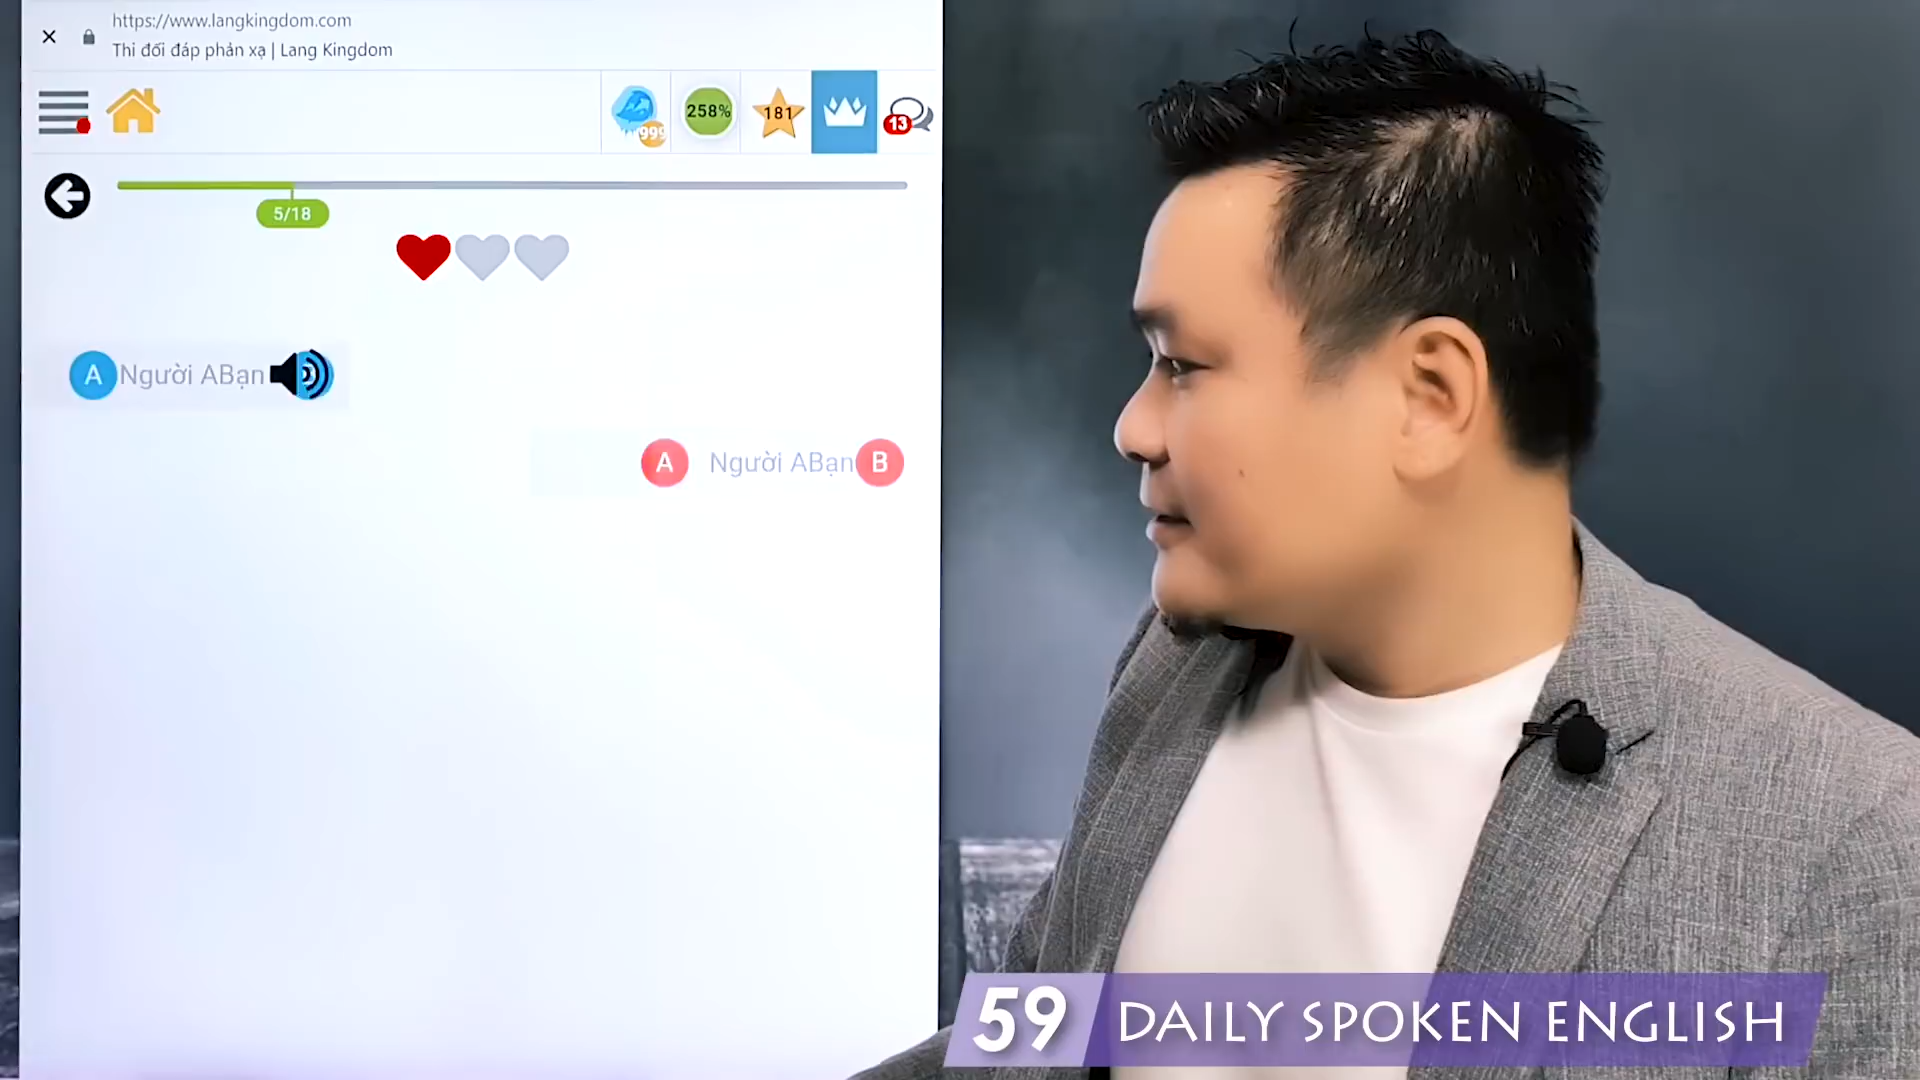 https://www.langkingdom.com
Thi đối đáp phản xạ | Lang Kingdom
999
258%
181
13
5/18
A Người ABạn
A Người ABạn B
59 DAILY SPOKEN ENGLISH